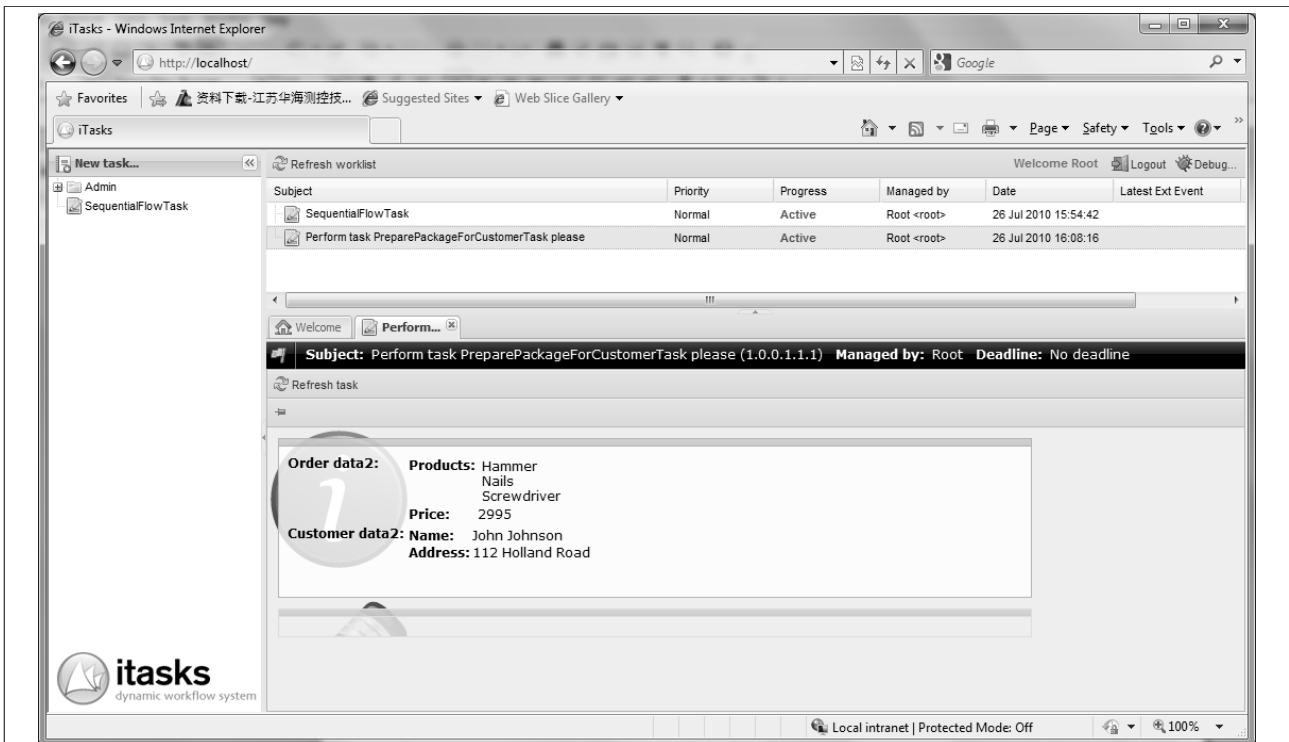 iTasks - Windows Internet Explorer
http://localhost/
Google
Favorites 资料下载-江苏华海测控技... Suggested Sites Web Slice Gallery
iTasks Page Safety Tools
New task... Refresh worklist Welcome Root Logout Debug...
Admin
SequentialFlowTask
Subject Priority Progress Managed by Date Latest Ext Event
SequentialFlowTask Normal Active Root <root> 26 Jul 2010 15:54:42
Perform task PreparePackageForCustomerTask please Normal Active Root <root> 26 Jul 2010 16:08:16
Welcome Perform...
Subject: Perform task PreparePackageForCustomerTask please (1.0.0.1.1.1) Managed by: Root Deadline: No deadline
Refresh task
Order data2: Products: Hammer
Nails
Screwdriver
Price: 2995
Customer data2: Name: John Johnson
Address: 112 Holland Road
itasks
dynamic workflow system
Local intranet | Protected Mode: Off 100%